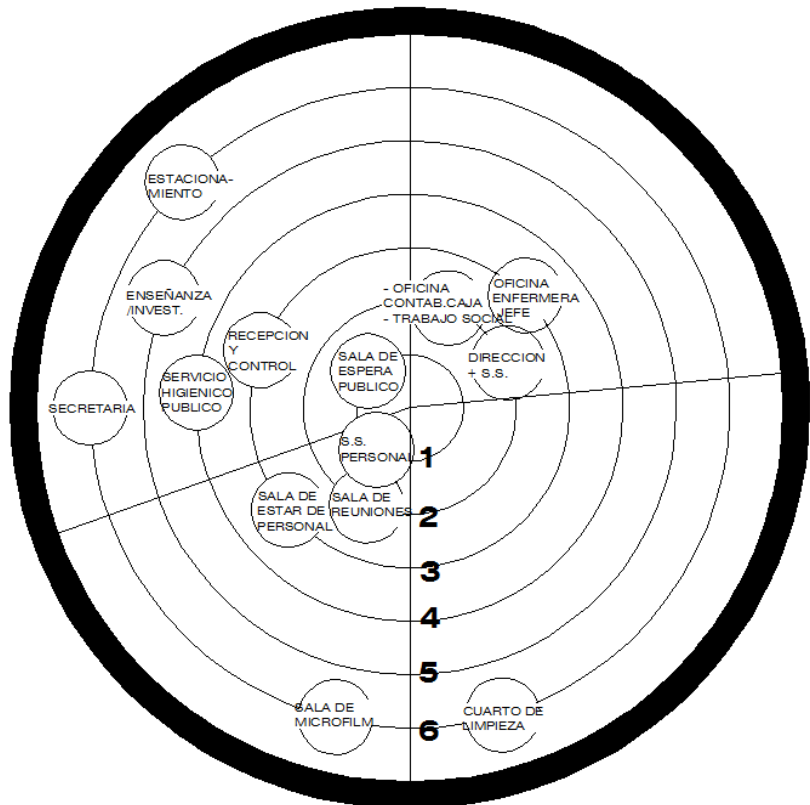 ESTACIONA-
MIENTO
ENSEÑANZA
/INVEST.
- OFICINA
CONTAB.CAJA
- TRABAJO SOCIAL
OFICINA
ENFERMERA
JEFE
RECEPCION
Y
CONTROL
SALA DE
ESPERA
PUBLICO
DIRECCION
+ S.S.
SERVICIO
HIGIENICO
PUBLICO
SECRETARIA
S.S.
PERSONAL
SALA DE
ESTAR DE
PERSONAL
SALA DE
REUNIONES
1
2
3
4
5
6
SALA DE
MICROFILM
CUARTO DE
LIMPIEZA